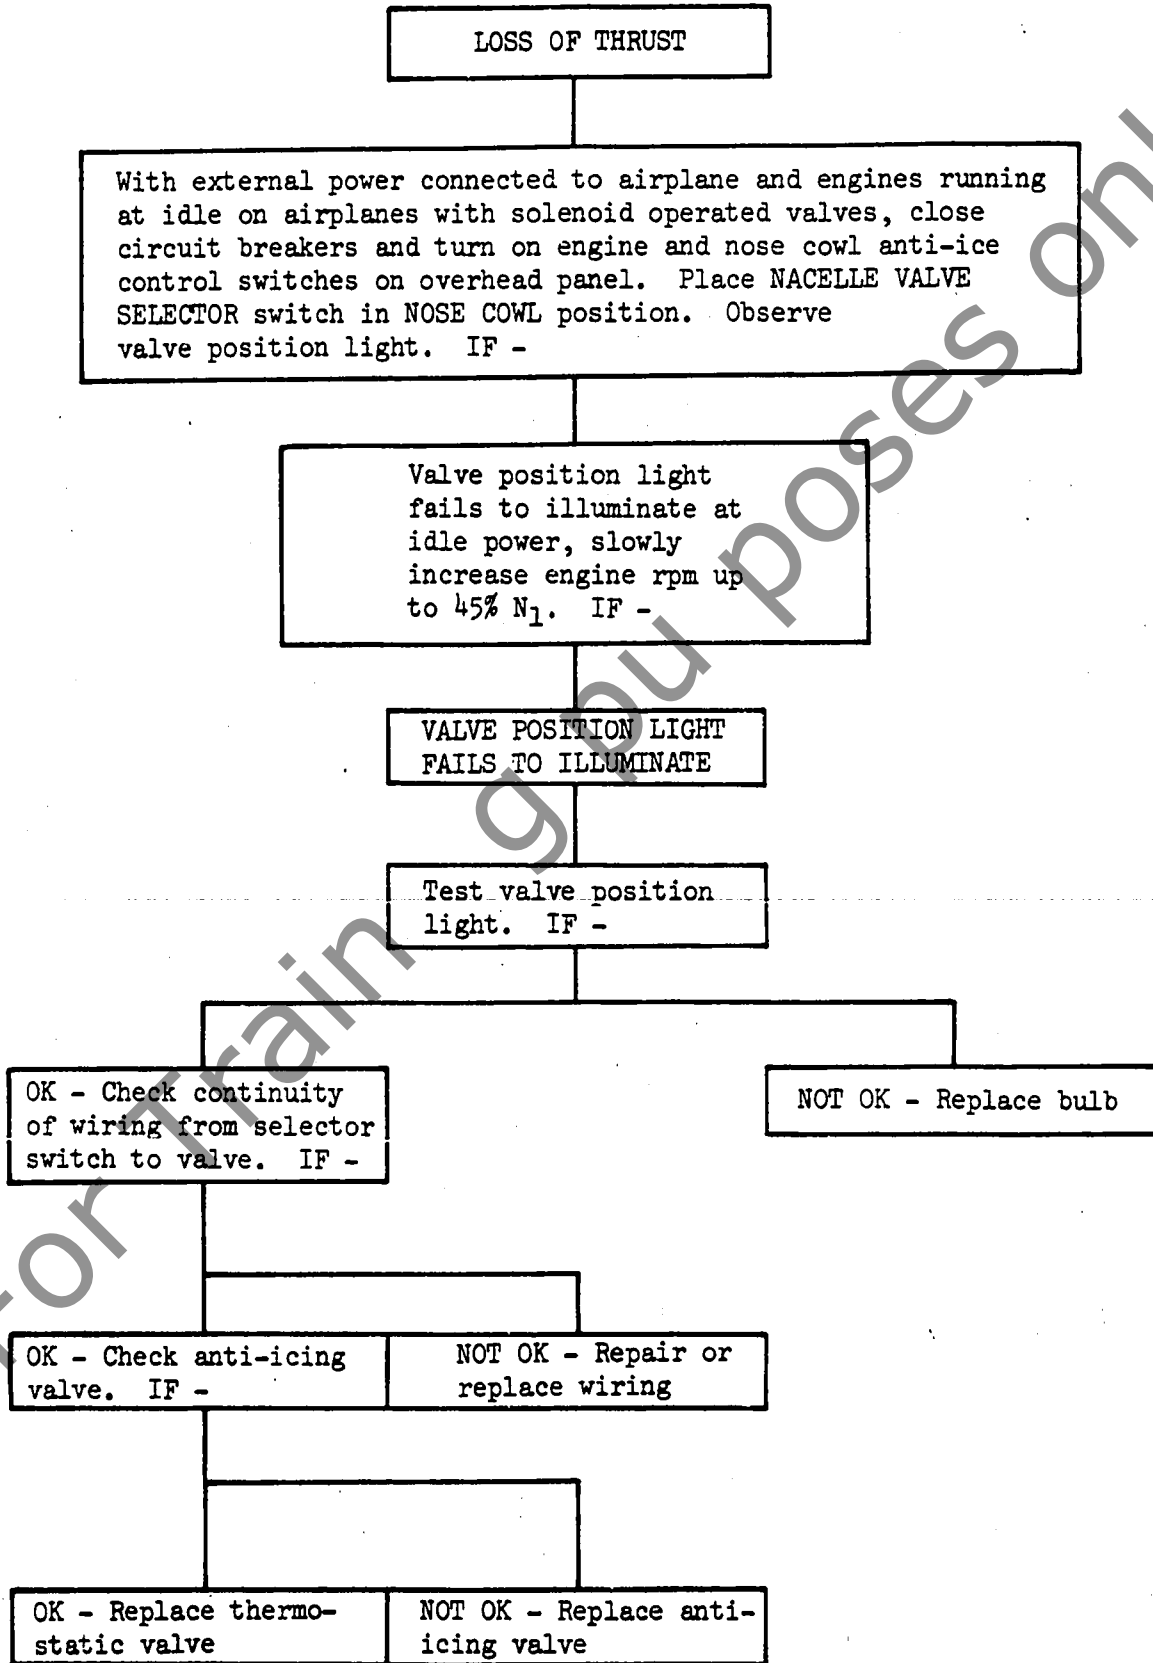 LOSS OF THRUST
With external power connected to airplane and engines running
at idle on airplanes with solenoid operated valves, close
circuit breakers and turn on engine and nose cowl anti-ice
control switches on overhead panel. Place NACELLE VALVE
SELECTOR switch in NOSE COWL position. Observe
valve position light. IF -
Valve position light
fails to illuminate at
idle power, slowly
increase engine rpm up
to 45% N1. IF -
VALVE POSITION LIGHT
FAILS TO ILLUMINATE
Test valve position
light. IF -
OK - Check continuity
of wiring from selector
switch to valve. IF -
NOT OK - Replace bulb
OK - Check anti-icing
valve. IF -
NOT OK - Repair or
replace wiring
OK - Replace thermo-
static valve
NOT OK - Replace anti-
icing valve
For Train g pu poses onl